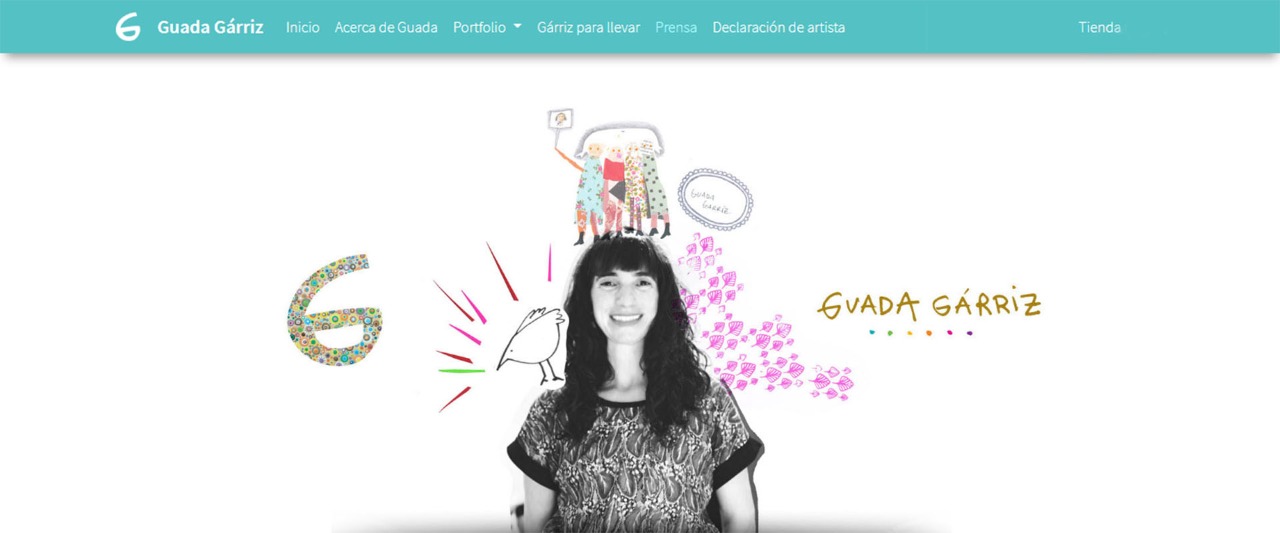 G Guada Gárriz Inicio Acerca de Guada Portfolio Gárriz para llevar Prensa Declaración de artista Tienda
GUADA
GARRIZ
G
GUADA GÁRRIZ